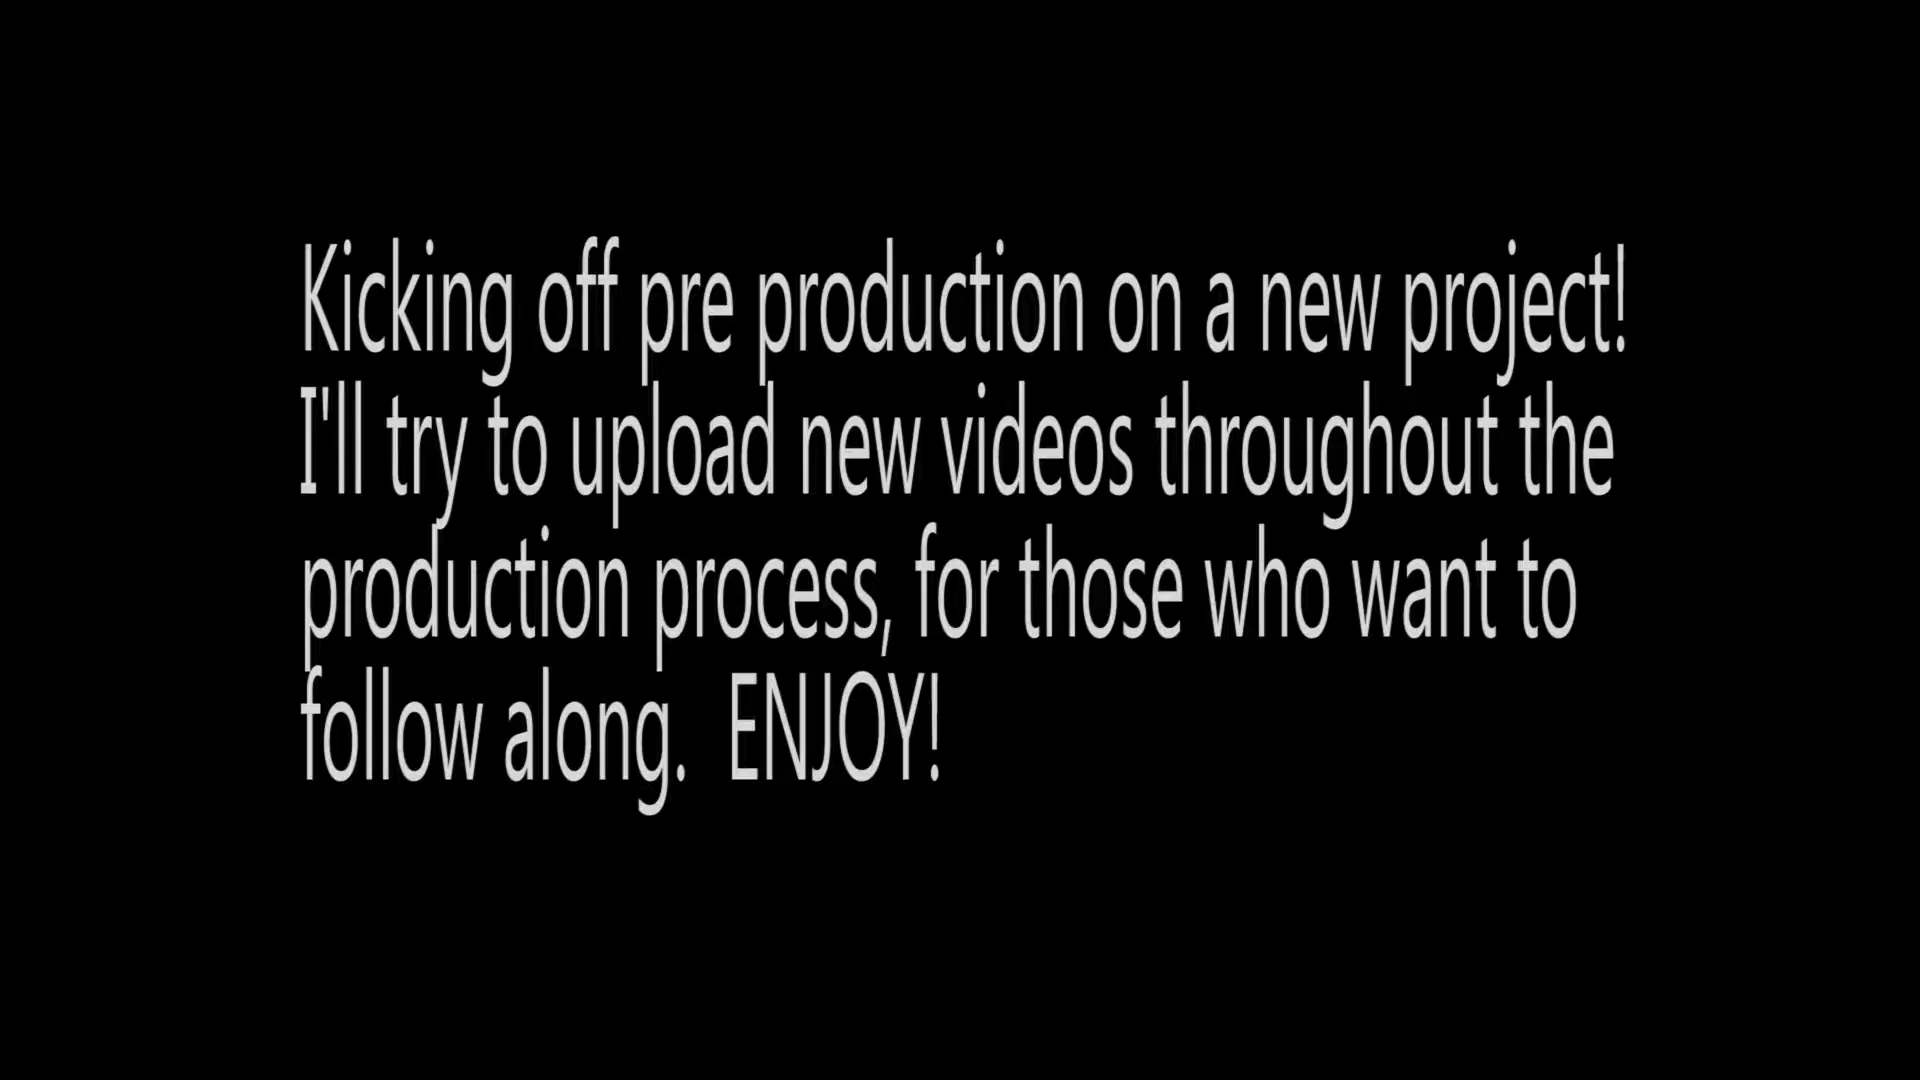 Kicking off pre production on a new project!
I'll try to upload new videos throughout the
production process, for those who want to
follow along.  ENJOY!